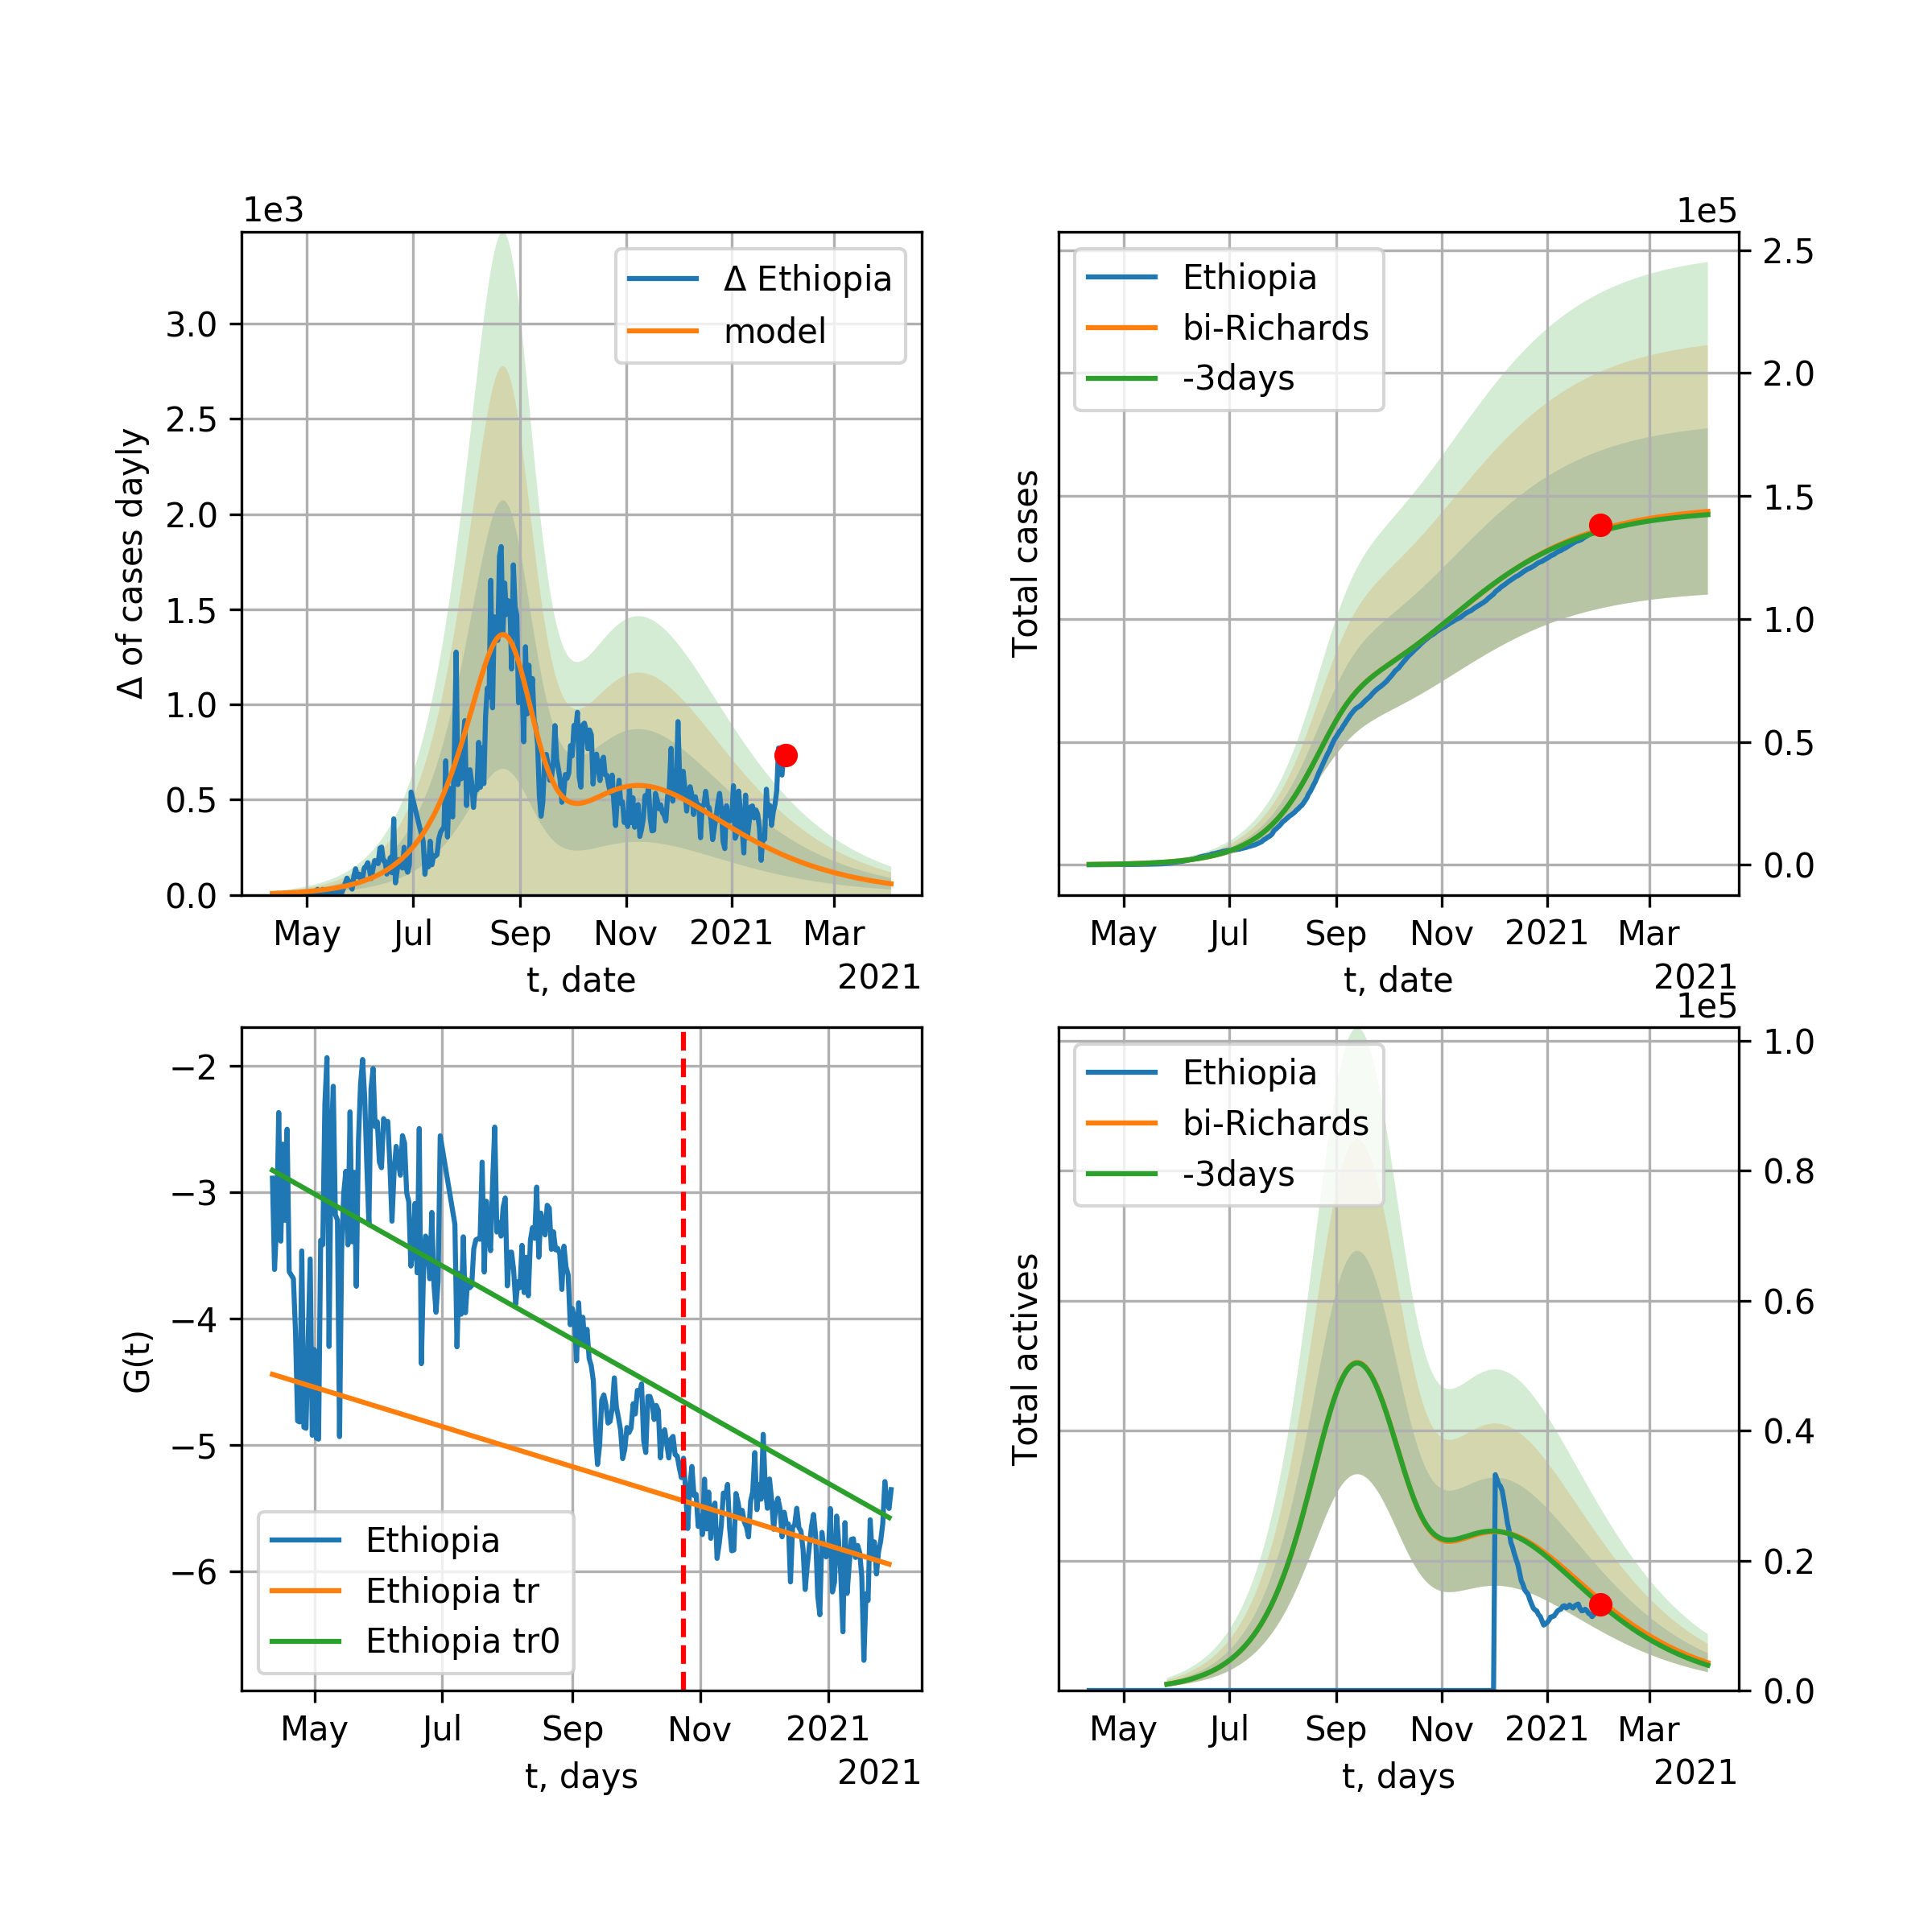 1e3
Δ of cases dayly
3.0
2.5
2.0
1.5
1.0
0.5
0.0
Δ Ethiopia
model
May Jul Sep Nov 2021 Mar
t, date
2021
1e5
Total cases
Ethiopia
bi-Richards
-3days
2.5
2.0
1.5
1.0
0.5
0.0
May Jul Sep Nov 2021 Mar
t, date
2021
G(t)
−2
−3
−4
−5
−6
Ethiopia
Ethiopia tr
Ethiopia tr0
May Jul Sep Nov 2021
t, days
2021
1e5
Total actives
Ethiopia
bi-Richards
-3days
1.0
0.8
0.6
0.4
0.2
0.0
May Jul Sep Nov 2021 Mar
t, days
2021